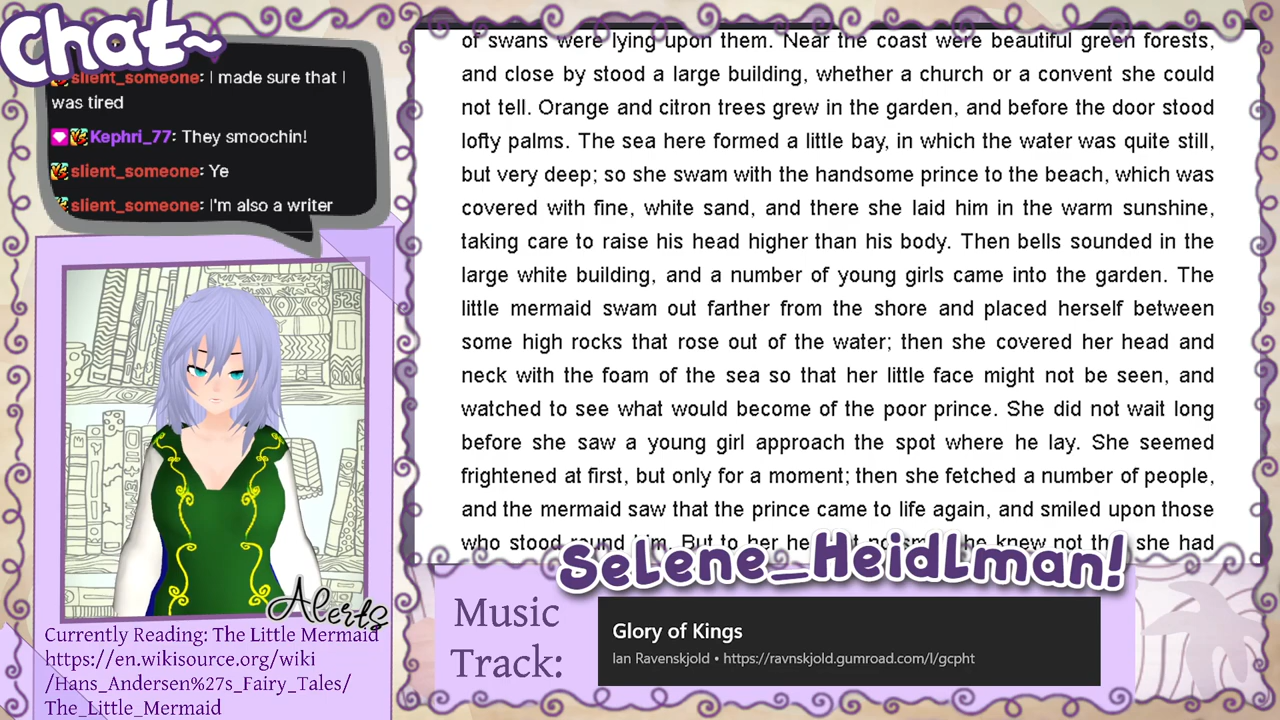 Chat~
slient_someone: I made sure that I
was tired
Kephri_77: They smoochin!
slient_someone: Ye
slient_someone: I'm also a writer
of swans were lying upon them. Near the coast were beautiful green forests,
and close by stood a large building, whether a church or a convent she could
not tell. Orange and citron trees grew in the garden, and before the door stood
lofty palms. The sea here formed a little bay, in which the water was quite still,
but very deep; so she swam with the handsome prince to the beach, which was
covered with fine, white sand, and there she laid him in the warm sunshine,
taking care to raise his head higher than his body. Then bells sounded in the
large white building, and a number of young girls came into the garden. The
little mermaid swam out farther from the shore and placed herself between
some high rocks that rose out of the water; then she covered her head and
neck with the foam of the sea so that her little face might not be seen, and
watched to see what would become of the poor prince. She did not wait long
before she saw a young girl approach the spot where he lay. She seemed
frightened at first, but only for a moment; then she fetched a number of people,
and the mermaid saw that the prince came to life again, and smiled upon those
who stood round him. But to her he knew not she had
Selene_Heidlman!
Alerts
Currently Reading: The Little Mermaid
https://en.wikisource.org/wiki
/Hans_Andersen%27s_Fairy_Tales/
The_Little_Mermaid
Music
Track:
Glory of Kings
Ian Ravenskjold • https://ravnskjold.gumroad.com/l/gcpht